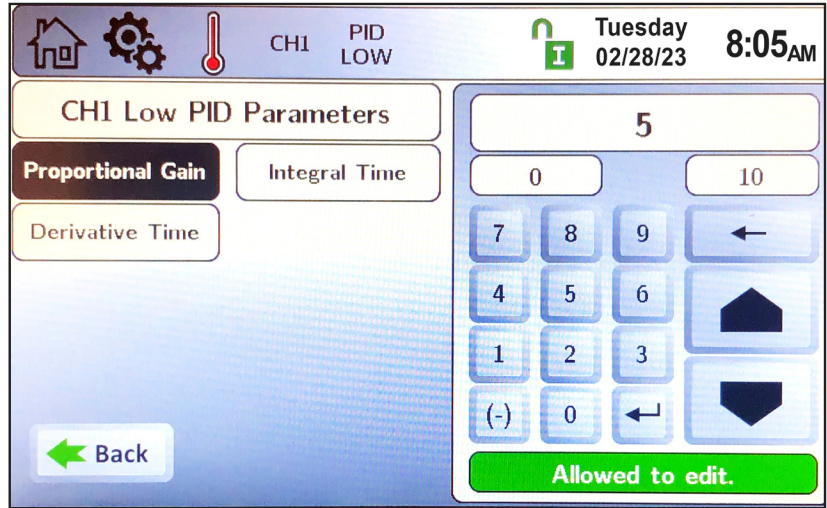 CH1
PID
LOW
I
Tuesday
02/28/23
8:05AM
CH1 Low PID Parameters
Proportional Gain
Integral Time
Derivative Time
Back
5
0
10
7
8
9
4
5
6
1
2
3
(-)
0
Allowed to edit.